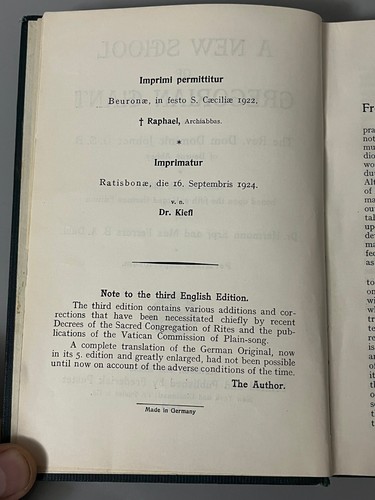 Imprimi permittitur
Beuronæ, in festo S. Cæciliæ 1922.
† Raphael, Archiabbas.
*
Imprimatur
Ratisbonæ, die 16. Septembris 1924.
v. n.
Dr. Kiefl
Note to the third English Edition.
The third edition contains various additions and cor-
rections that have been necessitated chiefly by recent
Decrees of the Sacred Congregation of Rites and the pub-
lications of the Vatican Commission of Plain-song.
A complete translation of the German Original, now
in its 5. edition and greatly enlarged, had not been possible
until now on account of the adverse conditions of the time.
The Author.
Made in Germany